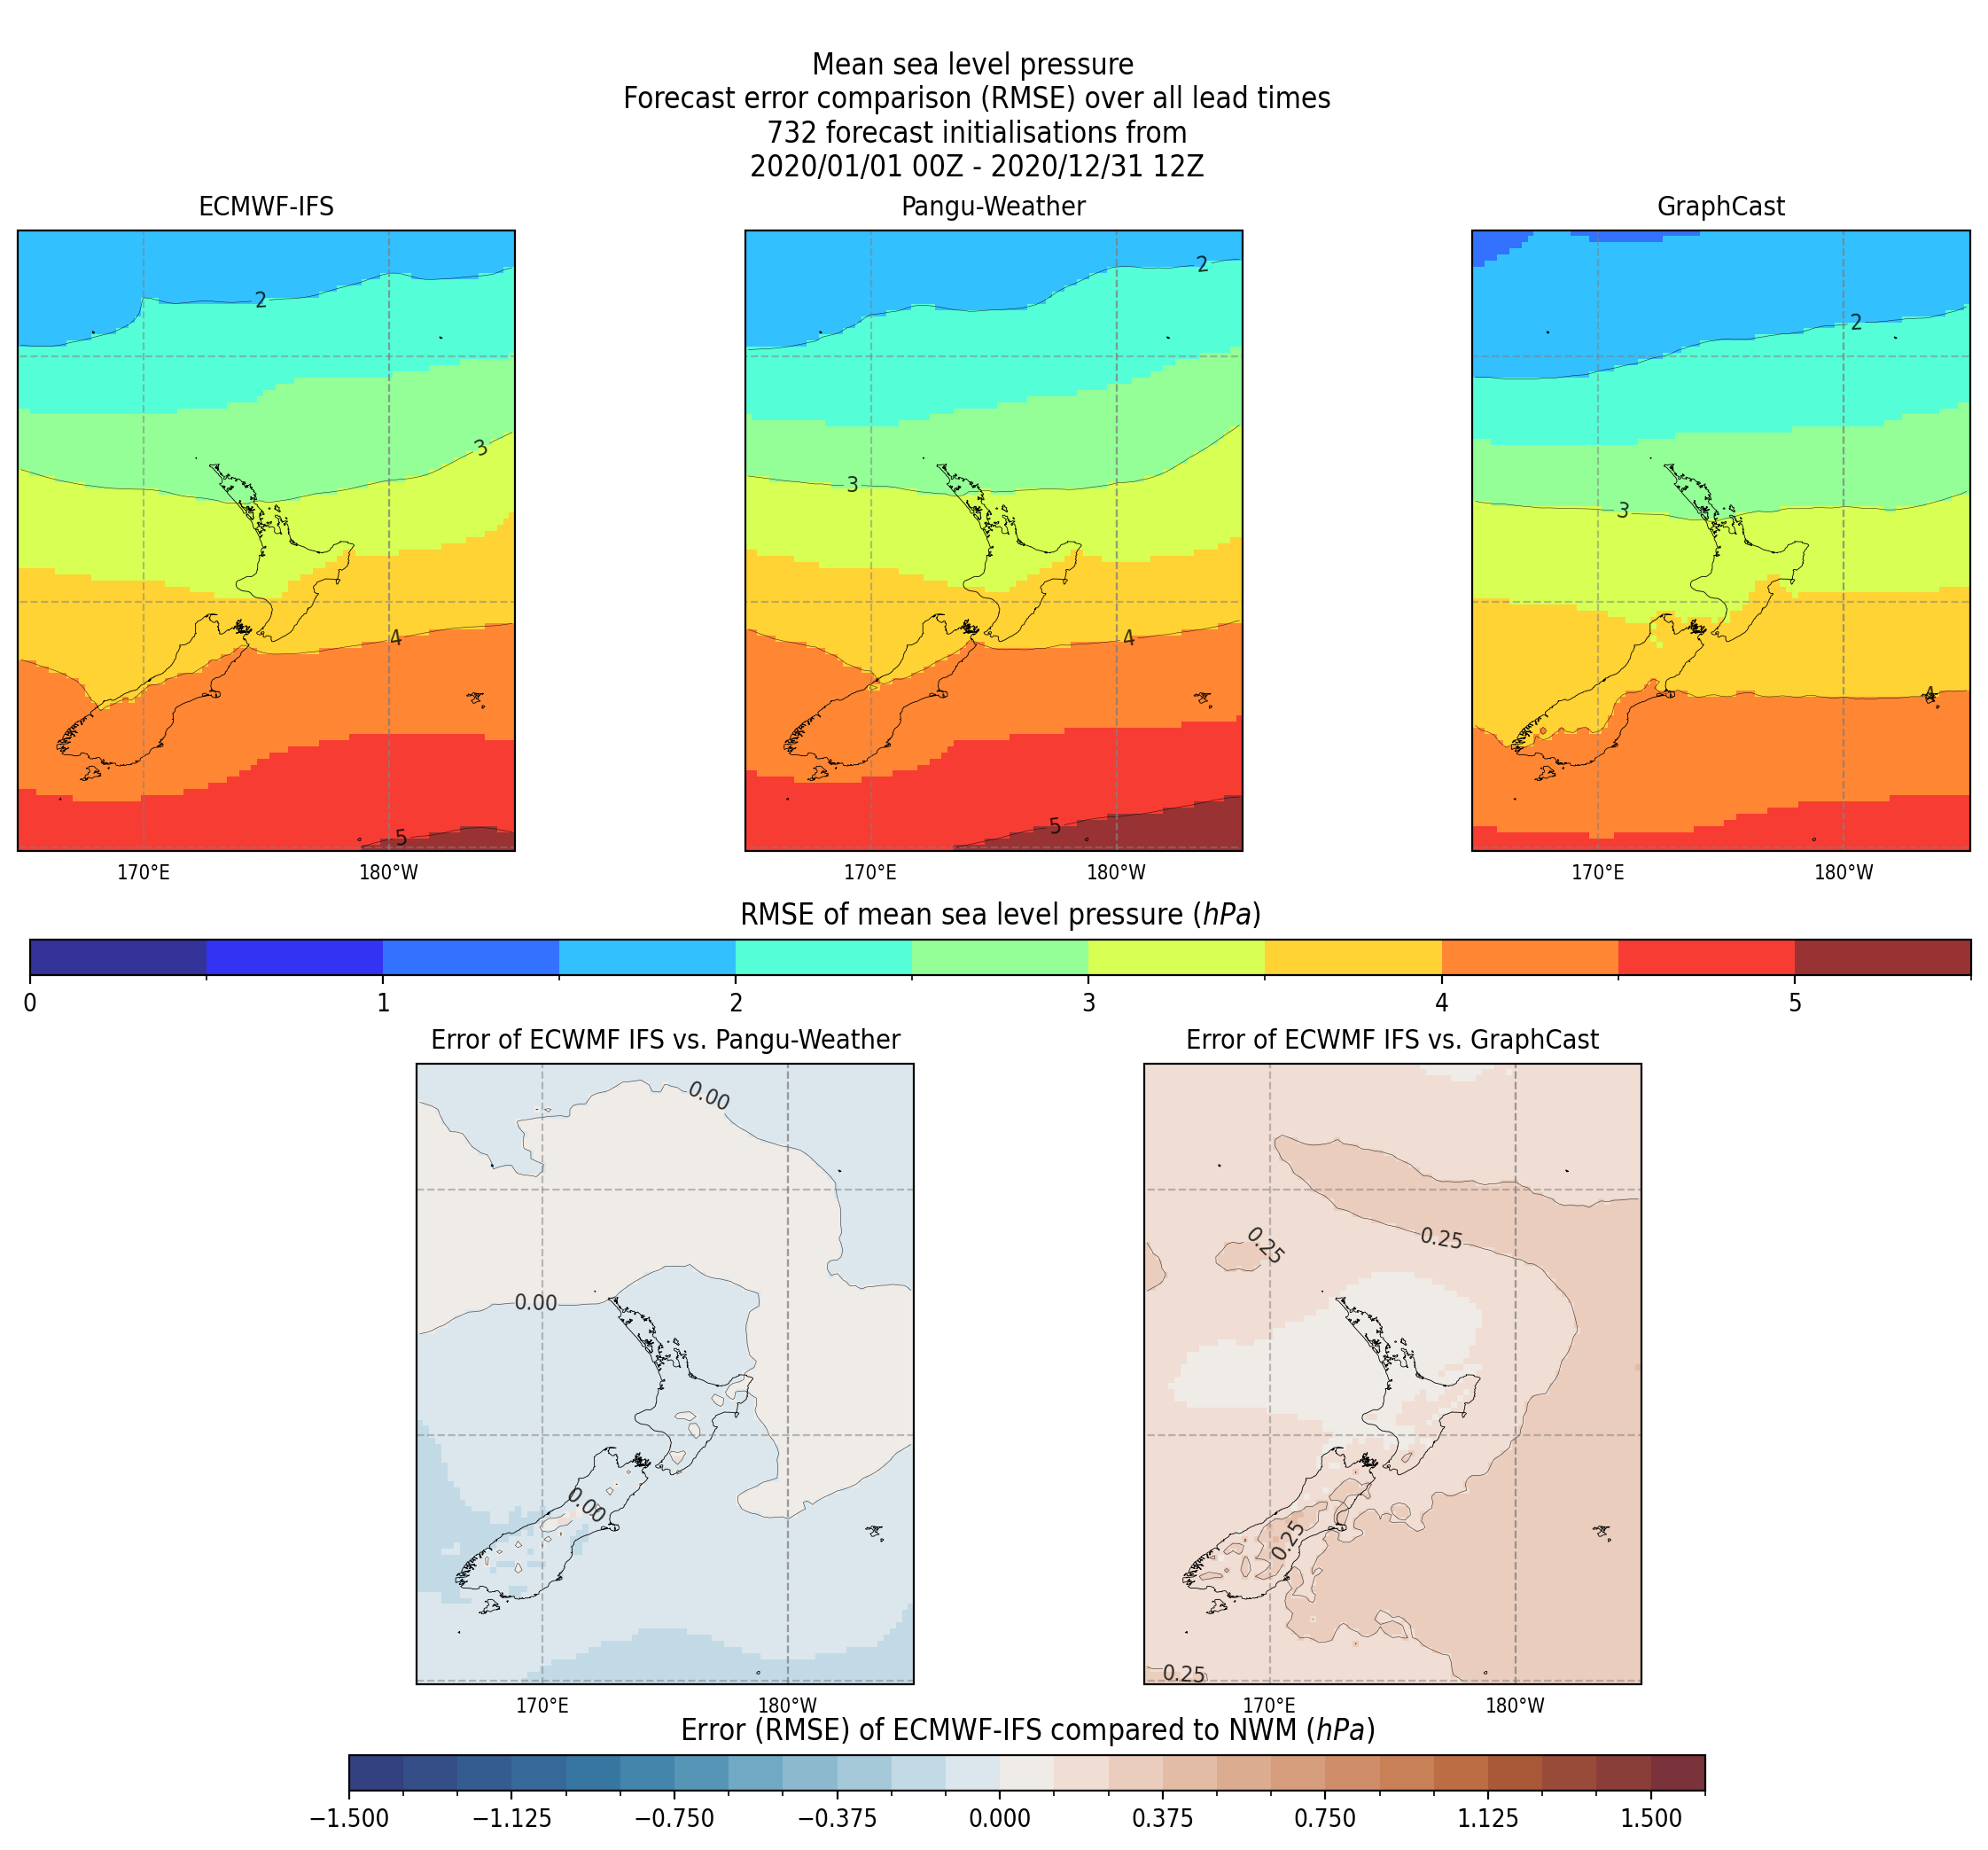 Mean sea level pressure
Forecast error comparison (RMSE) over all lead times
732 forecast initialisations from
2020/01/01 00Z - 2020/12/31 12Z
ECMWF-IFS
Pangu-Weather
GraphCast
2
3
4
5
2
3
4
5
2
3
4
170°E
180°W
170°E
180°W
170°E
180°W
RMSE of mean sea level pressure (hPa)
0 1 2 3 4 5
Error of ECWMF IFS vs. Pangu-Weather
Error of ECWMF IFS vs. GraphCast
0.00
0.00
0.00
0.25
0.25
0.25
0.25
170°E
180°W
170°E
180°W
Error (RMSE) of ECMWF-IFS compared to NWM (hPa)
−1.500 −1.125 −0.750 −0.375 0.000 0.375 0.750 1.125 1.500